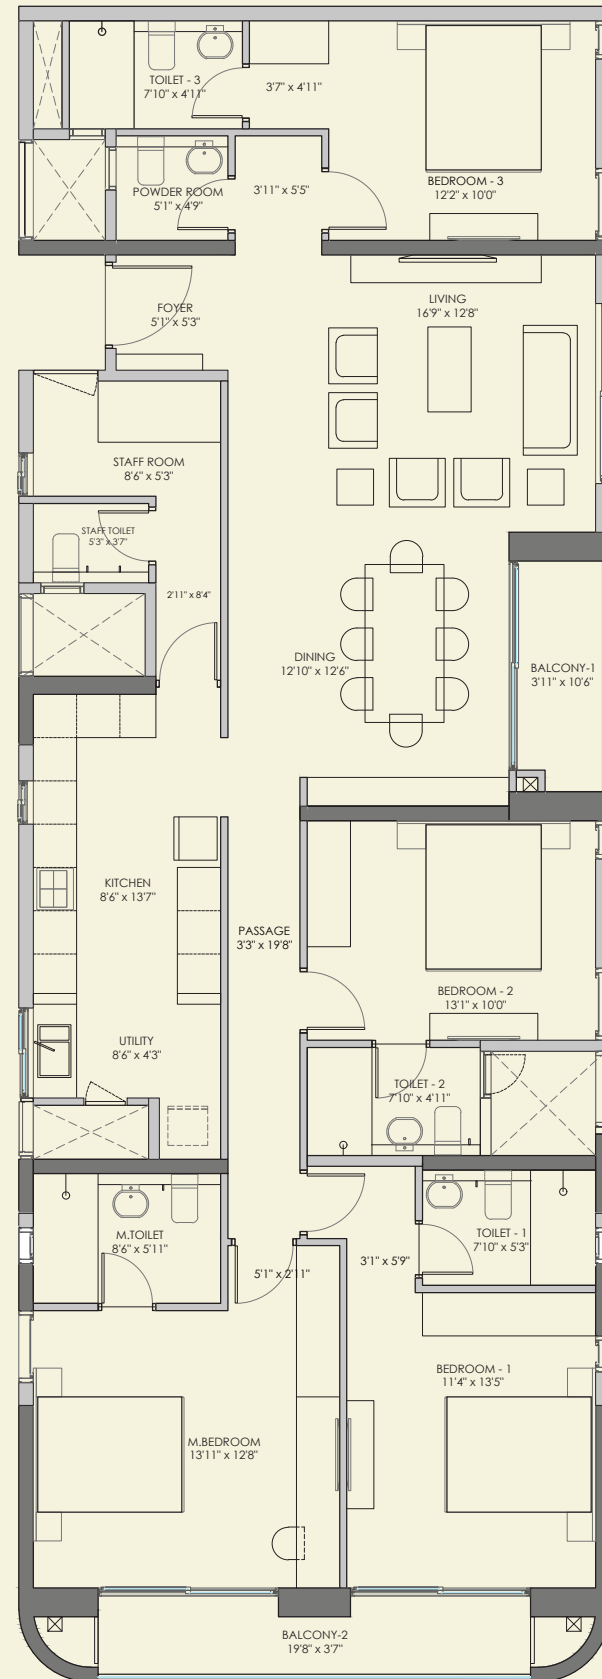 TOILET - 3
7'10" x 4'11"
3'7" x 4'11"
BEDROOM - 3
12'2" x 10'0"
POWDER ROOM
5'1" x 4'9"
3'11" x 5'5"
FOYER
5'1" x 5'3"
LIVING
16'9" x 12'8"
STAFF ROOM
8'6" x 5'3"
STAFF TOILET
5'3" x 3'7"
2'11" x 8'4"
DINING
12'10" x 12'6"
BALCONY-1
3'11" x 10'6"
KITCHEN
8'6" x 13'7"
PASSAGE
3'3" x 19'8"
BEDROOM - 2
13'1" x 10'0"
UTILITY
8'6" x 4'3"
TOILET - 2
7'10" x 4'11"
M.TOILET
8'6" x 5'11"
TOILET - 1
7'10" x 5'3"
5'1" x 2'11"
3'1" x 5'9"
BEDROOM - 1
11'4" x 13'5"
M.BEDROOM
13'11" x 12'8"
BALCONY-2
19'8" x 3'7"